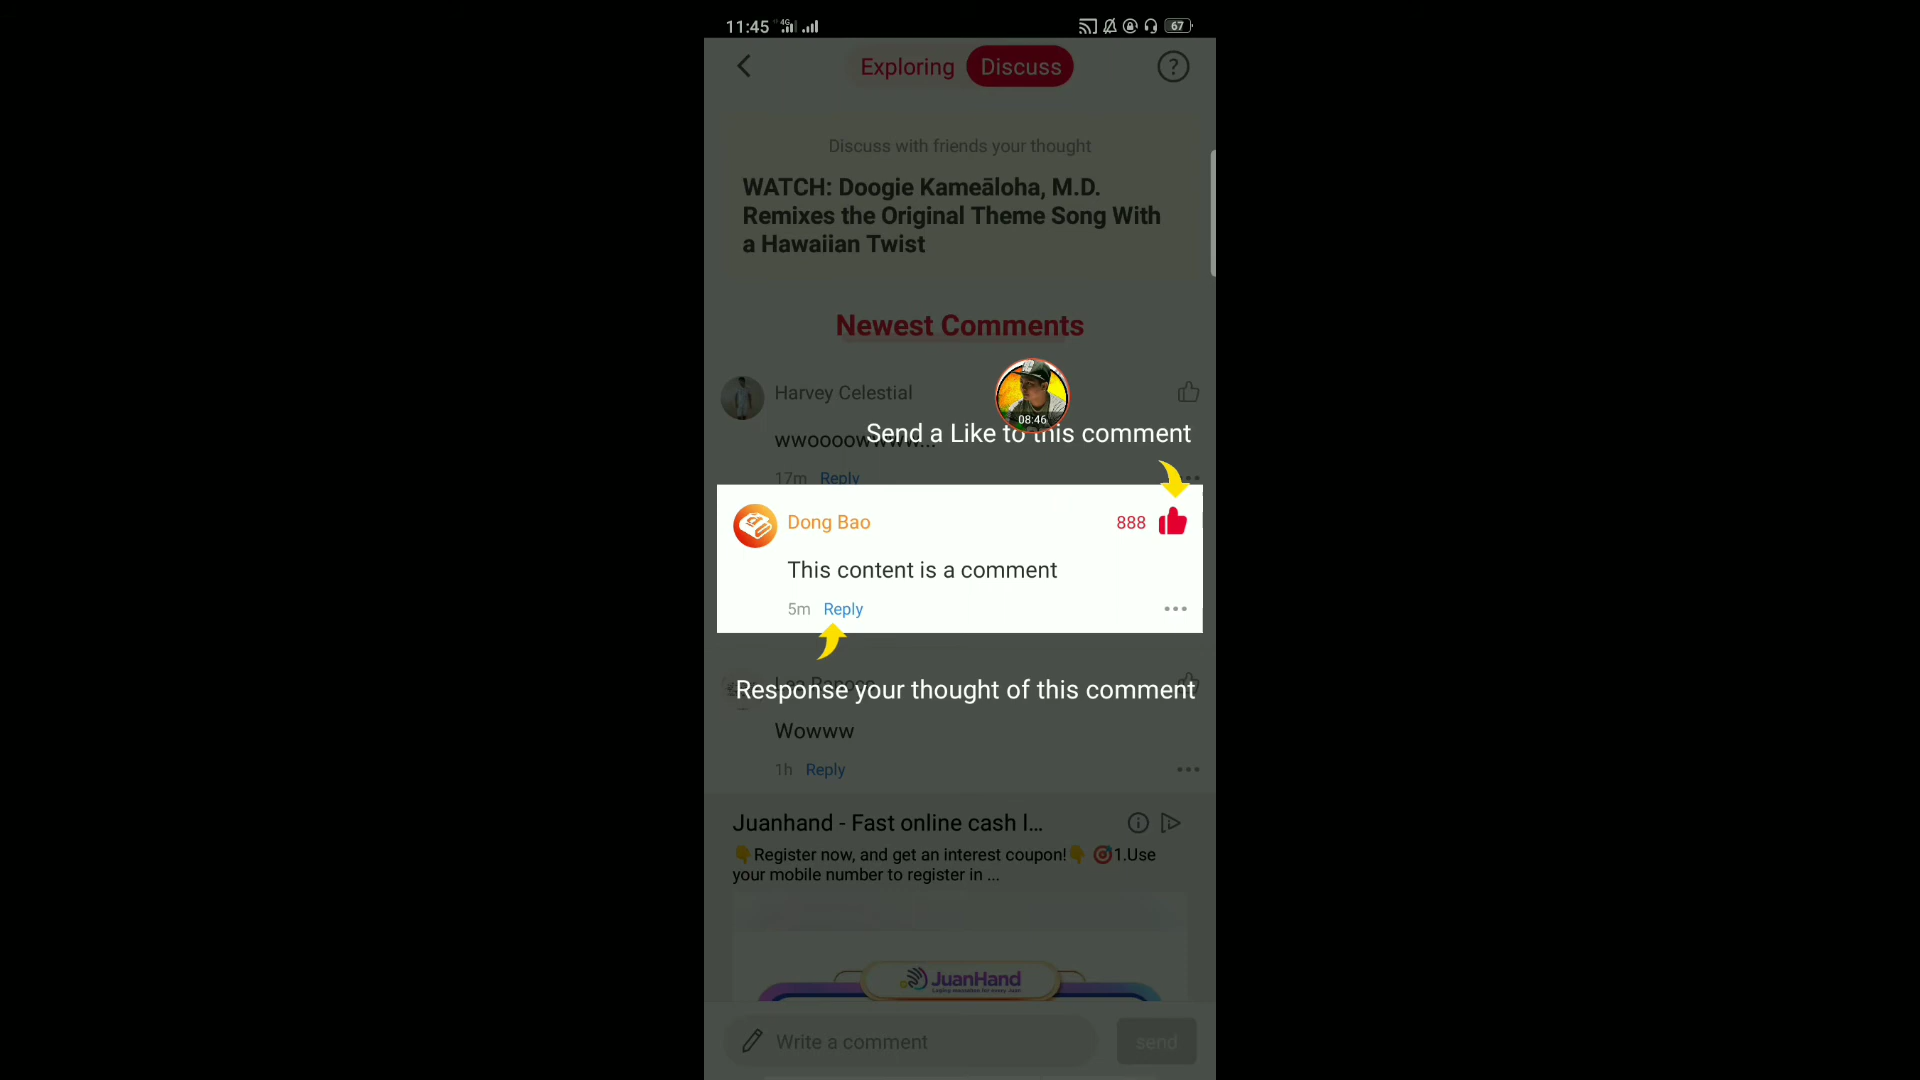 11:45 4G 67
Exploring Discuss ?
Discuss with friends your thought
WATCH: Doogie Kameāloha, M.D.
Remixes the Original Theme Song With
a Hawaiian Twist
Newest Comments
Harvey Celestial
08:46
Send a Like to this comment
wwoooowwww...
17m Reply
Dong Bao 888
This content is a comment
5m Reply
Response your thought of this comment
Wowww
1h Reply
Juanhand - Fast online cash l...
👇Register now, and get an interest coupon!👇 🎯1.Use
your mobile number to register in ...
JuanHand
Write a comment send